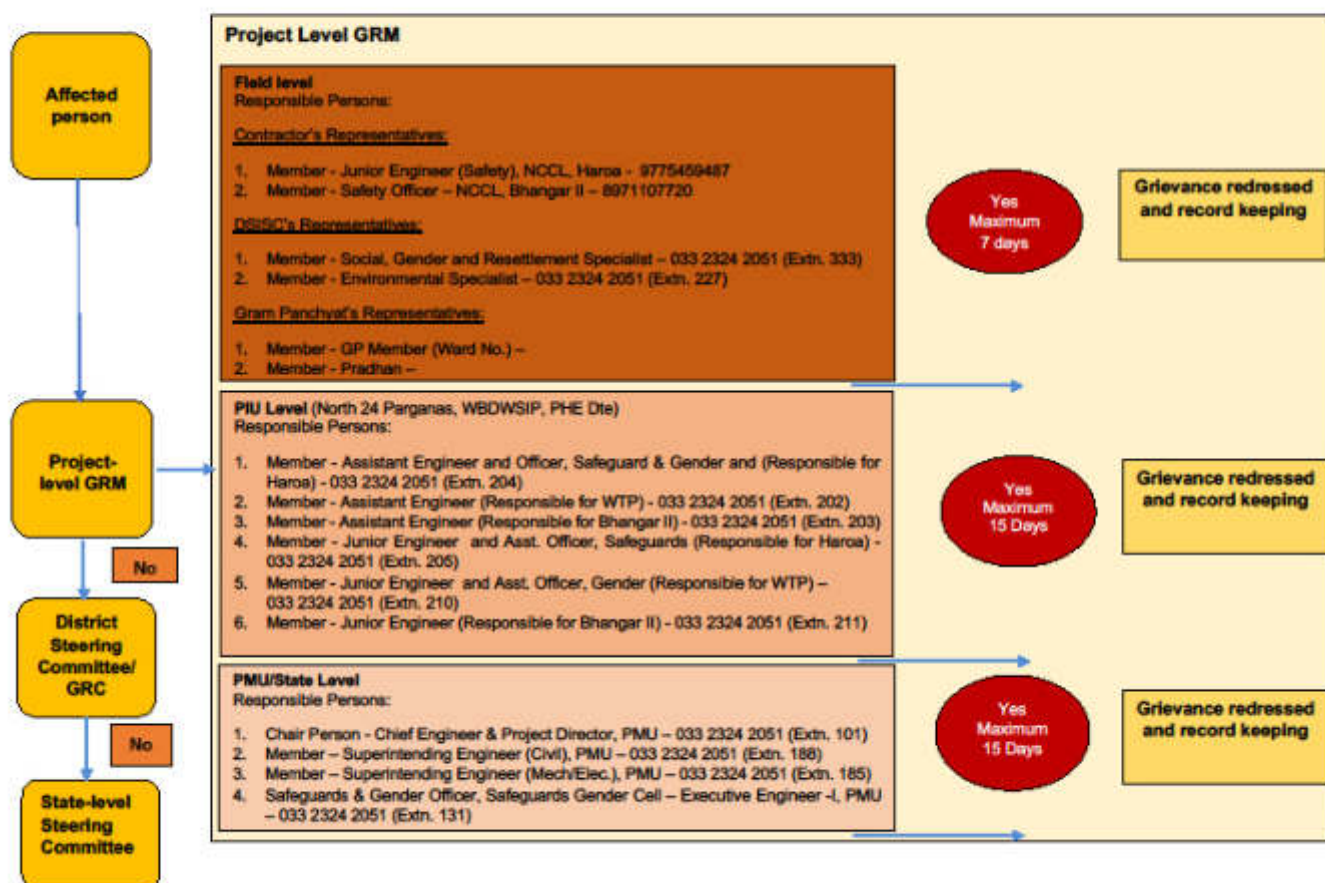 Affected
person
Project-
level GRM
No
District
Steering
Committee/
GRC
No
State-level
Steering
Committee
Project Level GRM
Field level
Responsible Persons:
Contractor's Representatives:
1. Member - Junior Engineer (Safety), NCCL, Haroa - 9775459487
2. Member - Safety Officer – NCCL, Bhangar II – 8971107720
DSISC's Representatives:
1. Member - Social, Gender and Resettlement Specialist – 033 2324 2051 (Extn. 333)
2. Member - Environmental Specialist – 033 2324 2051 (Extn. 227)
Gram Panchyat's Representatives:
1. Member - GP Member (Ward No.) –
2. Member - Pradhan –
Yes
Maximum
7 days
Grievance redressed
and record keeping
PIU Level (North 24 Parganas, WBDWSIP, PHE Dte)
Responsible Persons:
1. Member - Assistant Engineer and Officer, Safeguard & Gender and (Responsible for
Haroa) - 033 2324 2051 (Extn. 204)
2. Member - Assistant Engineer (Responsible for WTP) - 033 2324 2051 (Extn. 202)
3. Member - Assistant Engineer (Responsible for Bhangar II) - 033 2324 2051 (Extn. 203)
4. Member - Junior Engineer and Asst. Officer, Safeguards (Responsible for Haroa) -
033 2324 2051 (Extn. 205)
5. Member - Junior Engineer and Asst. Officer, Gender (Responsible for WTP) –
033 2324 2051 (Extn. 210)
6. Member - Junior Engineer (Responsible for Bhangar II) - 033 2324 2051 (Extn. 211)
Yes
Maximum
15 Days
Grievance redressed
and record keeping
PMU/State Level
Responsible Persons:
1. Chair Person - Chief Engineer & Project Director, PMU – 033 2324 2051 (Extn. 101)
2. Member – Superintending Engineer (Civil), PMU – 033 2324 2051 (Extn. 188)
3. Member – Superintending Engineer (Mech/Elec.), PMU – 033 2324 2051 (Extn. 185)
4. Safeguards & Gender Officer, Safeguards Gender Cell – Executive Engineer -I, PMU
– 033 2324 2051 (Extn. 131)
Yes
Maximum
15 Days
Grievance redressed
and record keeping